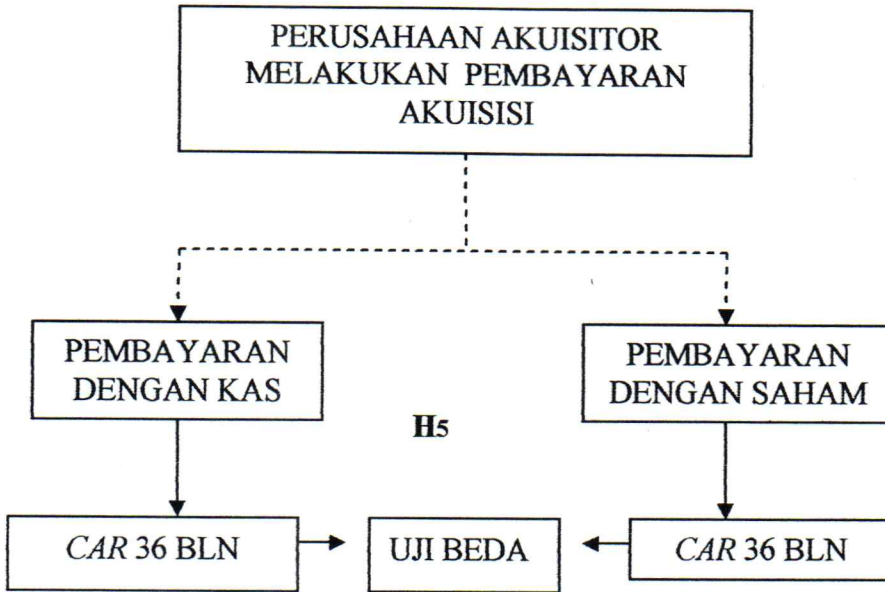 PERUSAHAAN AKUISITOR
MELAKUKAN PEMBAYARAN
AKUISISI
PEMBAYARAN
DENGAN KAS
PEMBAYARAN
DENGAN SAHAM
H5
CAR 36 BLN
UJI BEDA
CAR 36 BLN